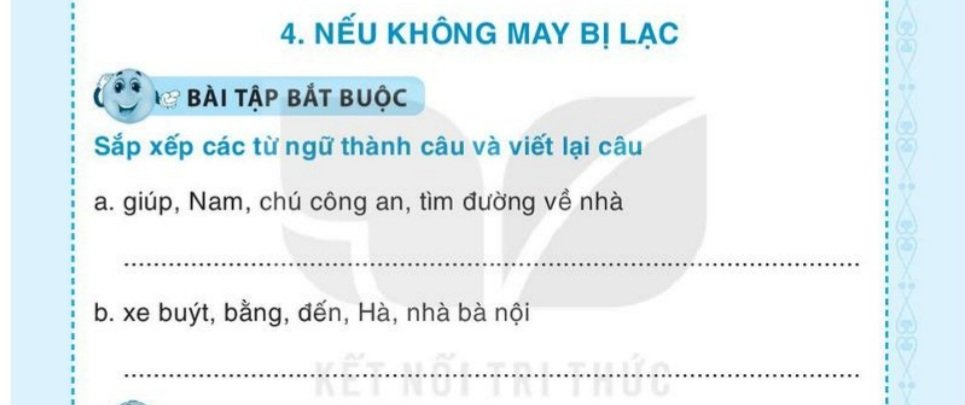 4. NẾU KHÔNG MAY BỊ LẠC
BÀI TẬP BẮT BUỘC
Sắp xếp các từ ngữ thành câu và viết lại câu
a. giúp, Nam, chú công an, tìm đường về nhà
b. xe buýt, bằng, đến, Hà, nhà bà nội
KẾT NỐI TRI THỨC